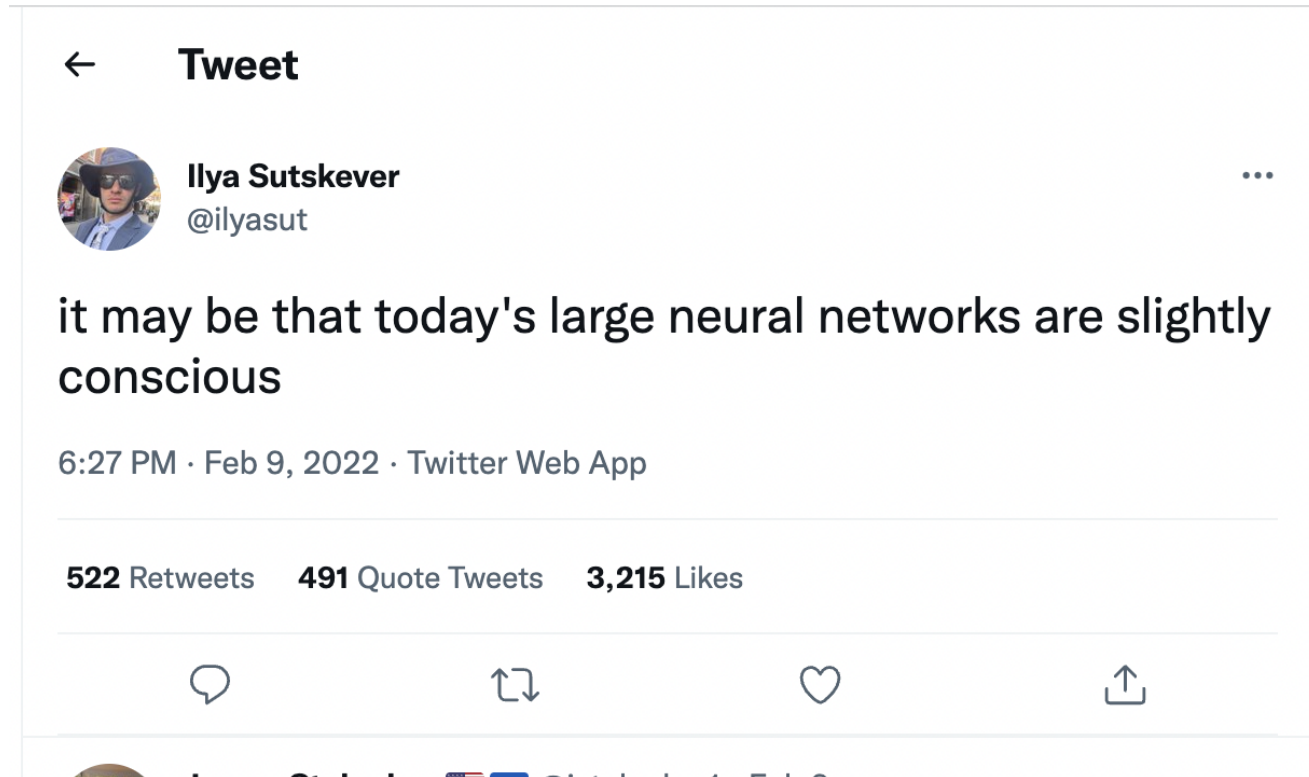 Tweet
Ilya Sutskever
@ilyasut
it may be that today's large neural networks are slightly
conscious
6:27 PM · Feb 9, 2022 · Twitter Web App
522 Retweets 491 Quote Tweets 3,215 Likes